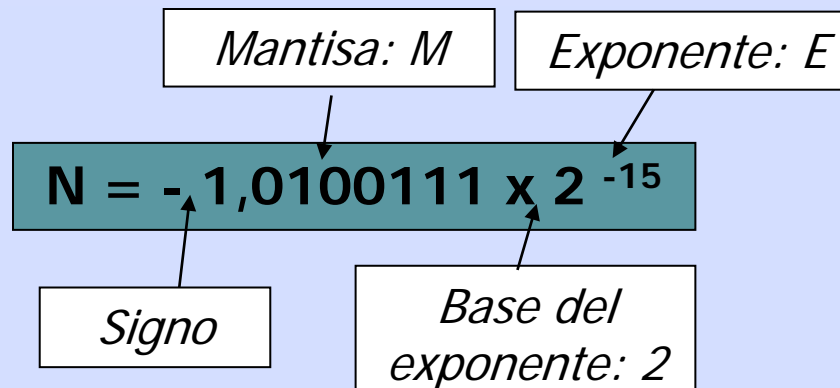 Mantisa: M
Exponente: E
N = - 1,0100111 x 2 -15
Signo
Base del
exponente: 2